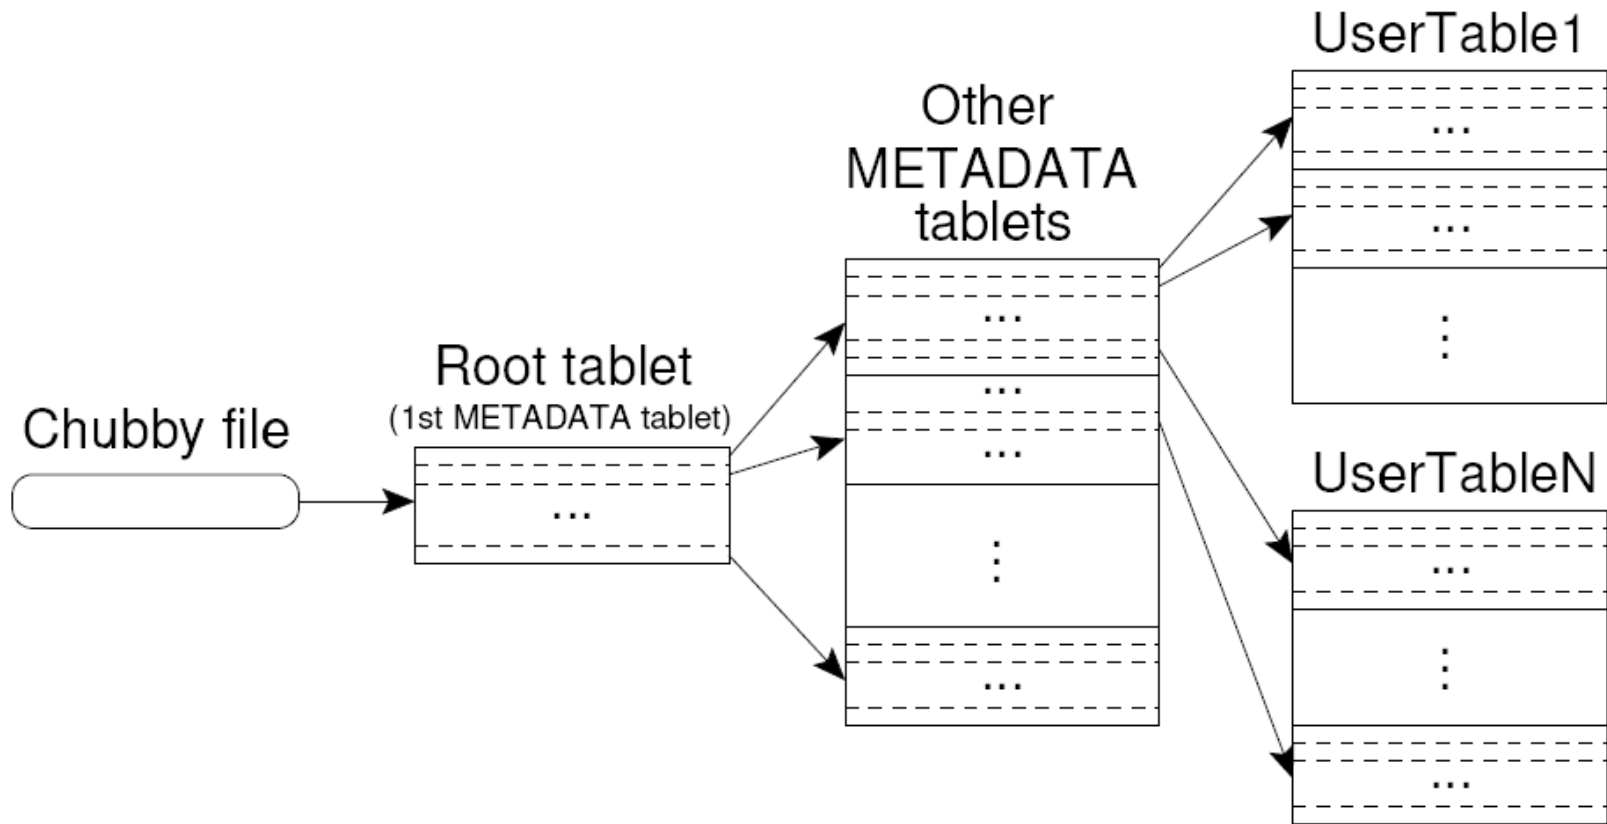 UserTable1
...
...
⋮
Other
METADATA
tablets
...
...
...
⋮
...
Root tablet
(1st METADATA tablet)
...
Chubby file
UserTableN
...
⋮
...